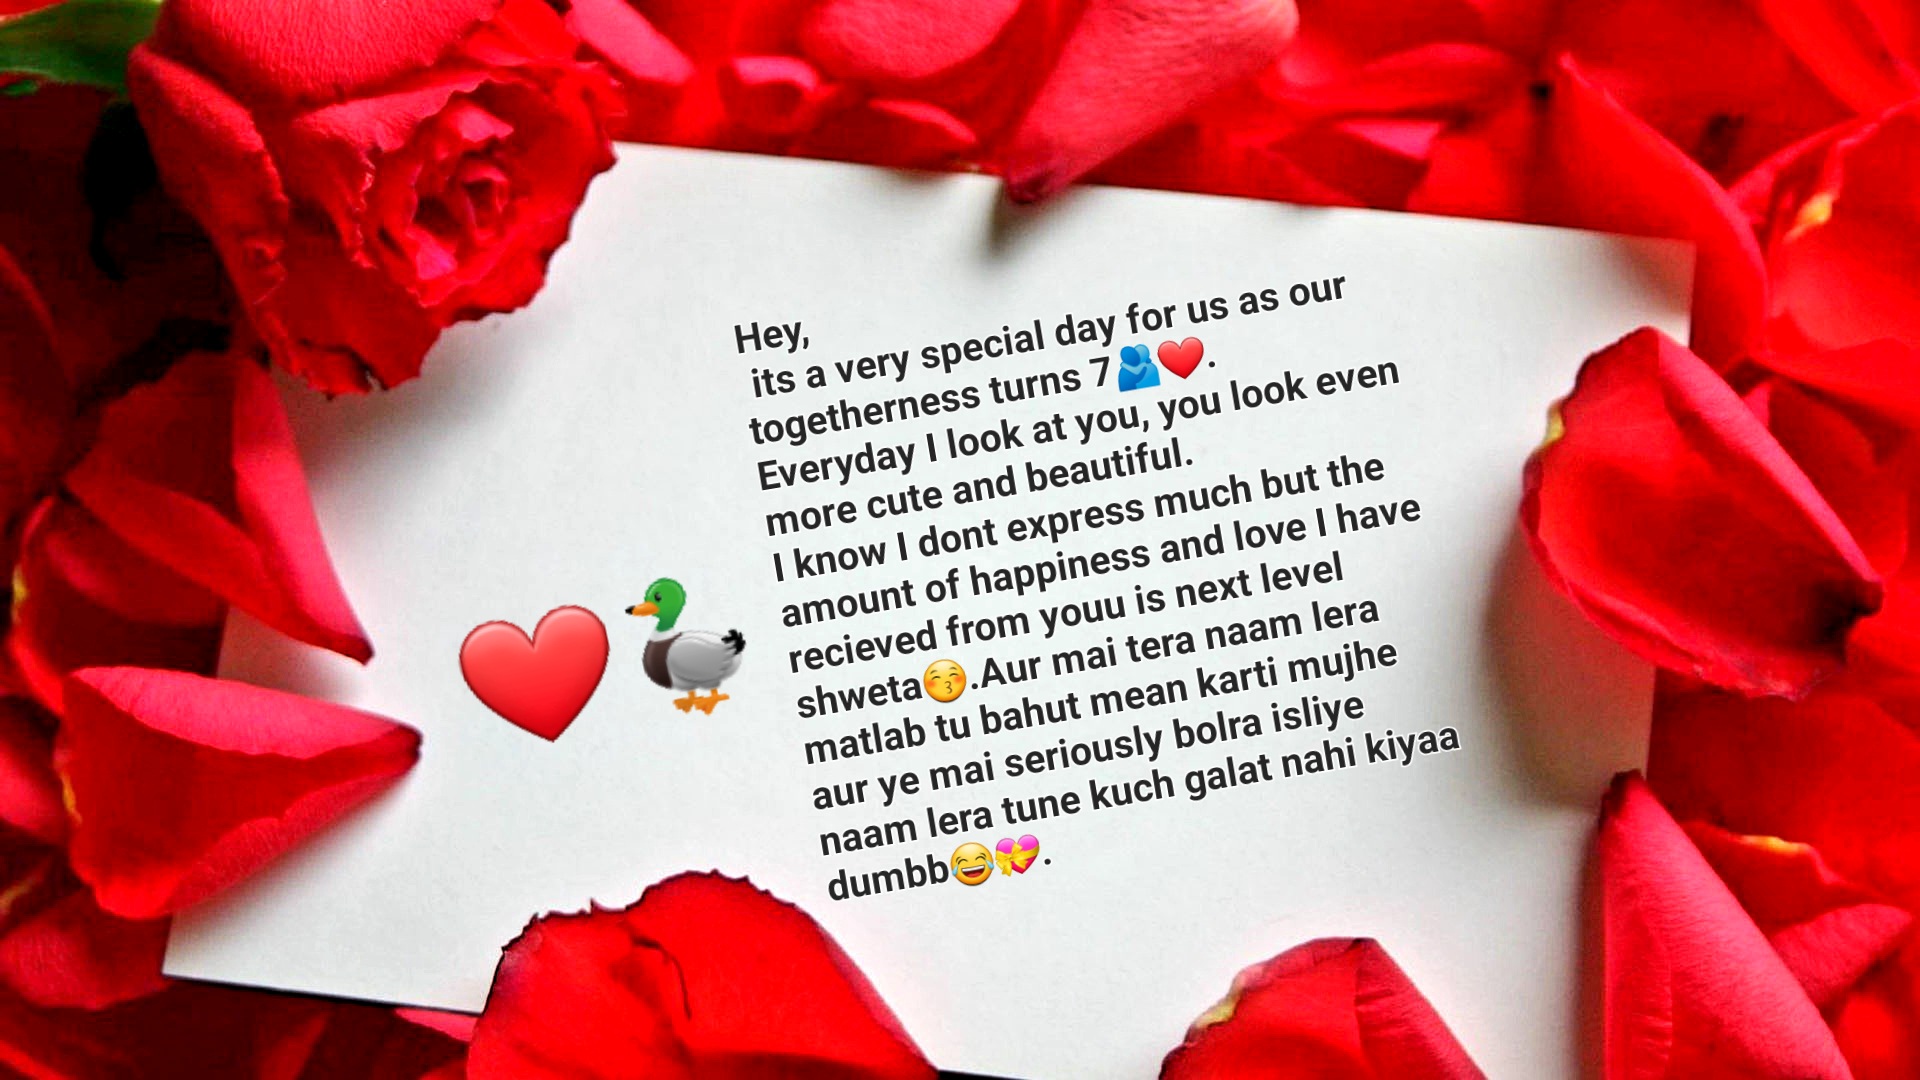 Hey,
its a very special day for us as our
togetherness turns 7🫂❤️.
Everyday I look at you, you look even
more cute and beautiful.
I know I dont express much but the
amount of happiness and love I have
recieved from youu is next level
shweta😚.Aur mai tera naam lera
matlab tu bahut mean karti mujhe
aur ye mai seriously bolra isliye
naam lera tune kuch galat nahi kiyaa
dumbb😂💝.